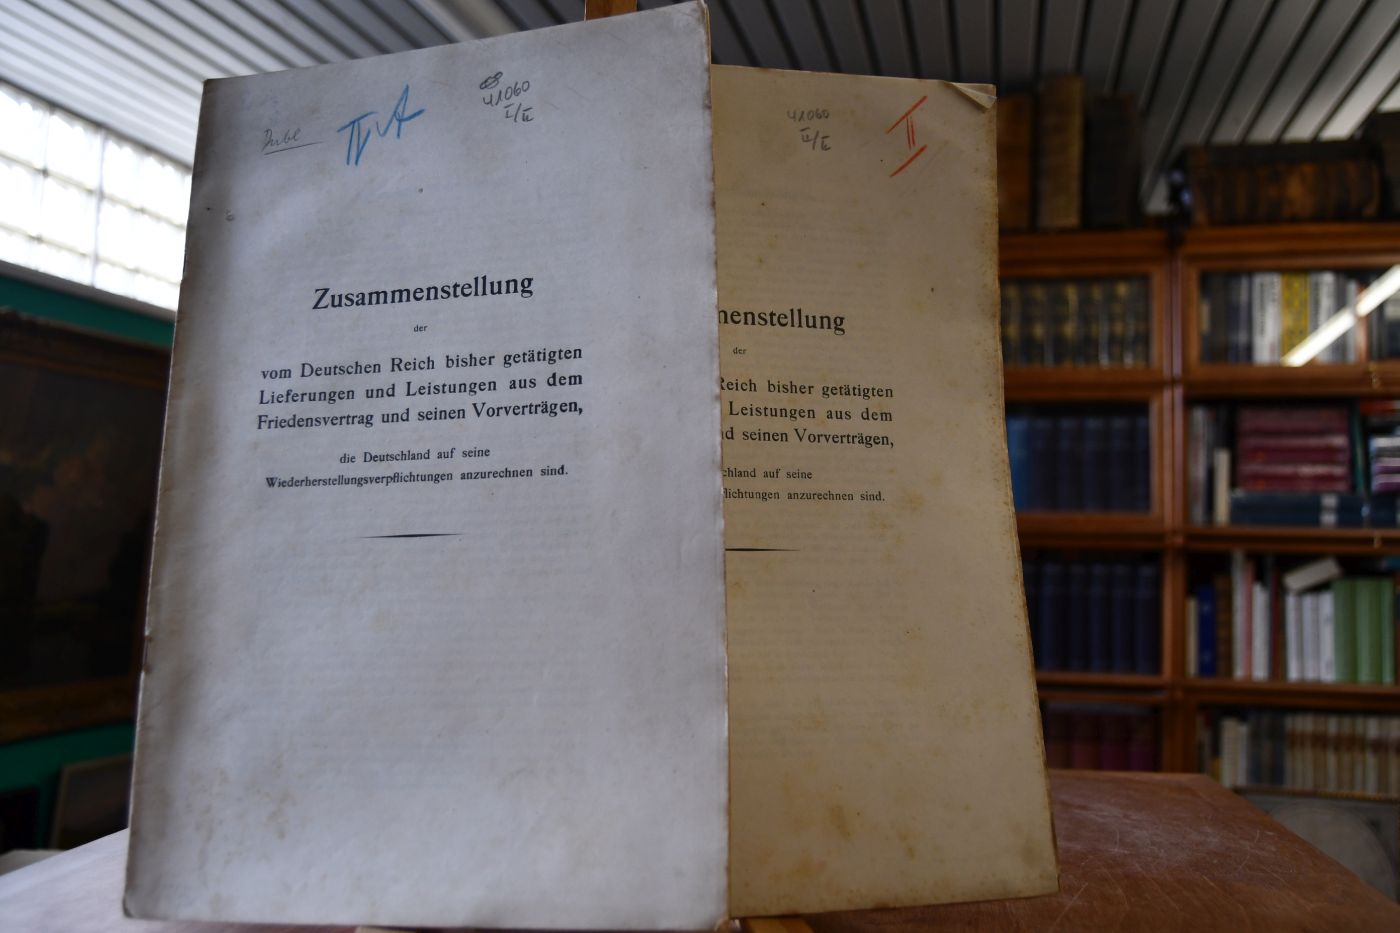 Dubl
IV A
41060
I/II
Zusammenstellung
der
vom Deutschen Reich bisher getätigten
Lieferungen und Leistungen aus dem
Friedensvertrag und seinen Vorverträgen,
die Deutschland auf seine
Wiederherstellungsverpflichtungen anzurechnen sind.
41060
II/II
II
menstellung
der
Reich bisher getätigten
Leistungen aus dem
nd seinen Vorverträgen,
chland auf seine
flichtungen anzurechnen sind.